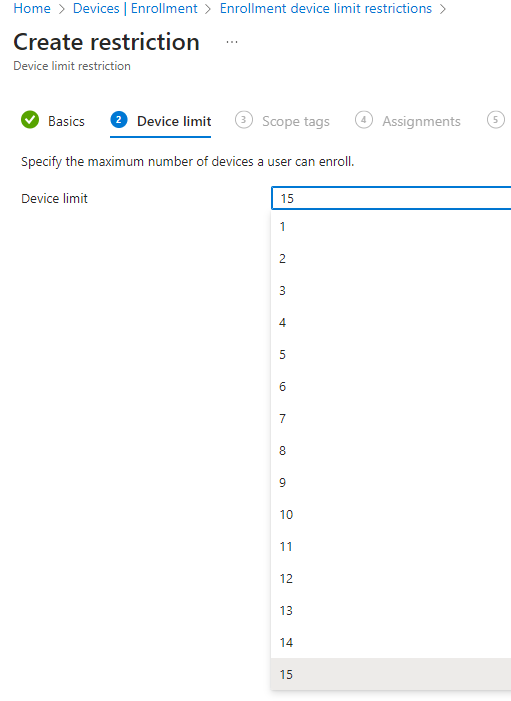 Home > Devices | Enrollment > Enrollment device limit restrictions >
Create restriction ...
Device limit restriction
Basics 2 Device limit 3 Scope tags 4 Assignments 5
Specify the maximum number of devices a user can enroll.
Device limit 15
1
2
3
4
5
6
7
8
9
10
11
12
13
14
15